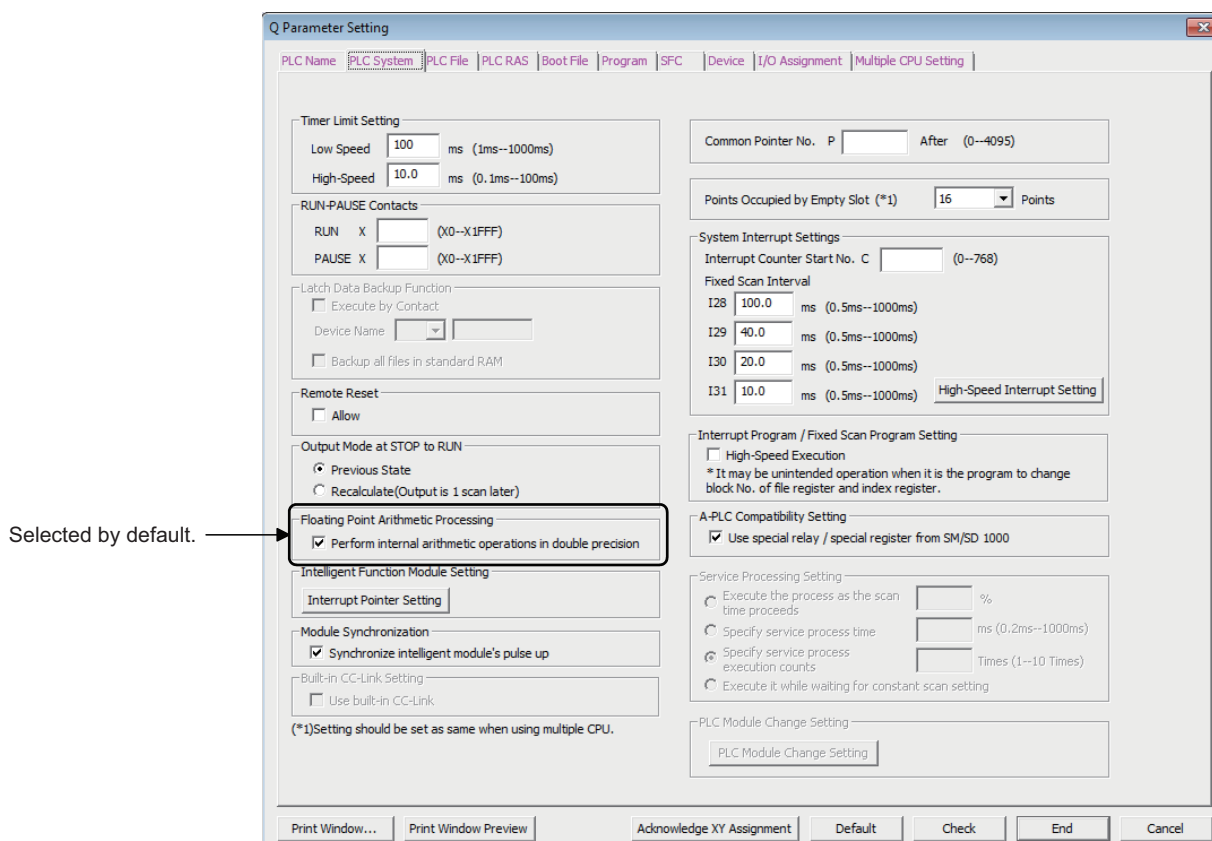 Q Parameter Setting
PLC Name PLC System PLC File PLC RAS Boot File Program SFC Device I/O Assignment Multiple CPU Setting
Timer Limit Setting
Low Speed 100 ms (1ms--1000ms)
High-Speed 10.0 ms (0.1ms--100ms)
RUN-PAUSE Contacts
RUN X (X0--X1FFF)
PAUSE X (X0--X1FFF)
Latch Data Backup Function
Execute by Contact
Device Name
Backup all files in standard RAM
Remote Reset
Allow
Output Mode at STOP to RUN
Previous State
Recalculate(Output is 1 scan later)
Selected by default.
Floating Point Arithmetic Processing
Perform internal arithmetic operations in double precision
Intelligent Function Module Setting
Interrupt Pointer Setting
Module Synchronization
Synchronize intelligent module's pulse up
Built-in CC-Link Setting
Use built-in CC-Link
(*1)Setting should be set as same when using multiple CPU.
Common Pointer No. P After (0--4095)
Points Occupied by Empty Slot (*1) 16 Points
System Interrupt Settings
Interrupt Counter Start No. C (0--768)
Fixed Scan Interval
I28 100.0 ms (0.5ms--1000ms)
I29 40.0 ms (0.5ms--1000ms)
I30 20.0 ms (0.5ms--1000ms)
I31 10.0 ms (0.5ms--1000ms) High-Speed Interrupt Setting
Interrupt Program / Fixed Scan Program Setting
High-Speed Execution
* It may be unintended operation when it is the program to change
block No. of file register and index register.
A-PLC Compatibility Setting
Use special relay / special register from SM/SD 1000
Service Processing Setting
Execute the process as the scan
time proceeds %
Specify service process time ms (0.2ms--1000ms)
Specify service process
execution counts Times (1--10 Times)
Execute it while waiting for constant scan setting
PLC Module Change Setting
PLC Module Change Setting
Print Window... Print Window Preview Acknowledge XY Assignment Default Check End Cancel